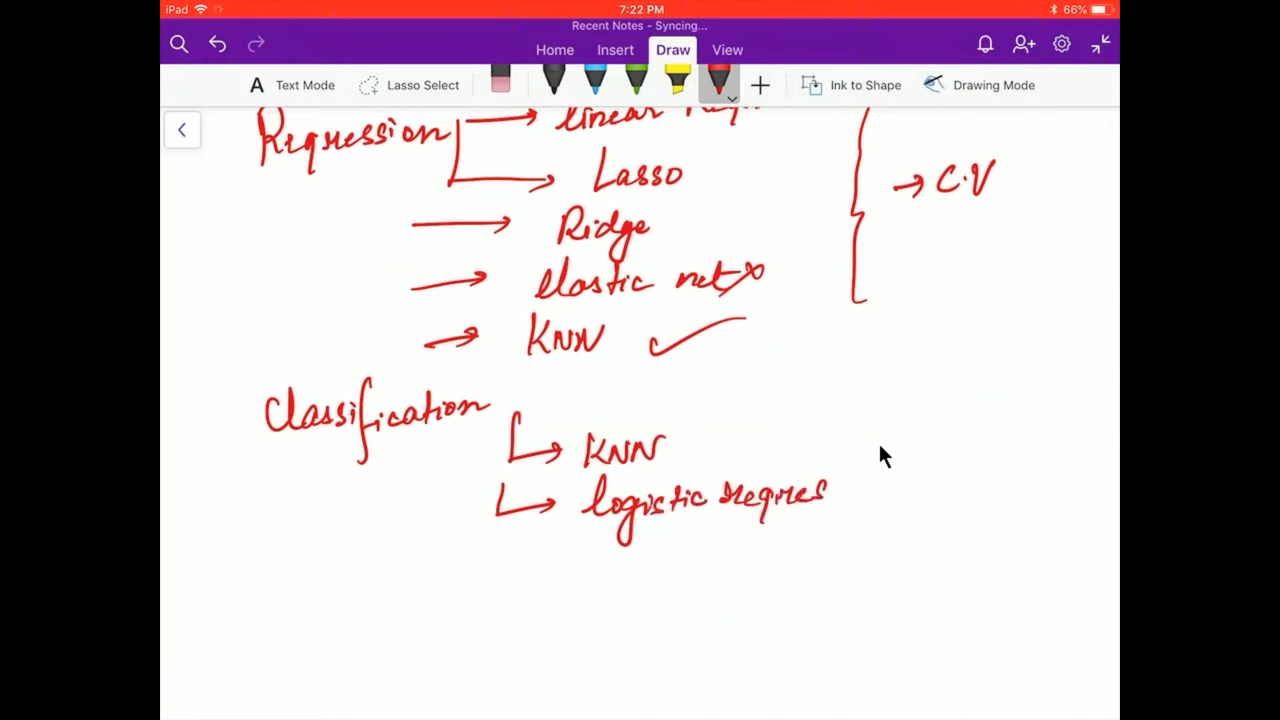 iPad 7:22 PM 66%
Recent Notes - Syncing...
Home Insert Draw View
A Text Mode Lasso Select Ink to Shape Drawing Mode
Regression → linear
→ Lasso
→ C.V
→ Ridge
→ elastic net
→ KNN ✓
Classification
→ KNN
→ logistic regres